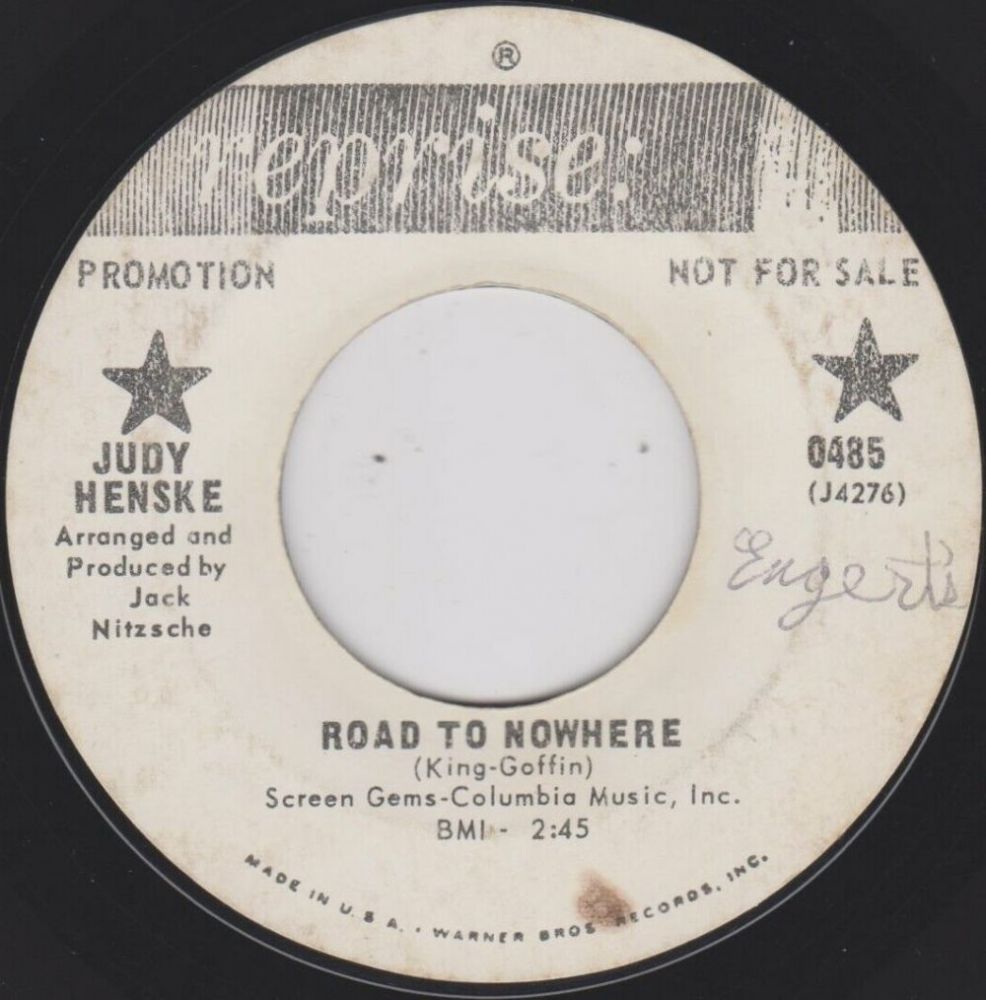 ®
reprise:
PROMOTION
NOT FOR SALE
JUDY
HENSKE
Arranged and
Produced by
Jack
Nitzsche
0485
(J4276)
Engert's
ROAD TO NOWHERE
(King-Goffin)
Screen Gems-Columbia Music, Inc.
BMI - 2:45
MADE IN U.S.A. · WARNER BROS. RECORDS, INC.